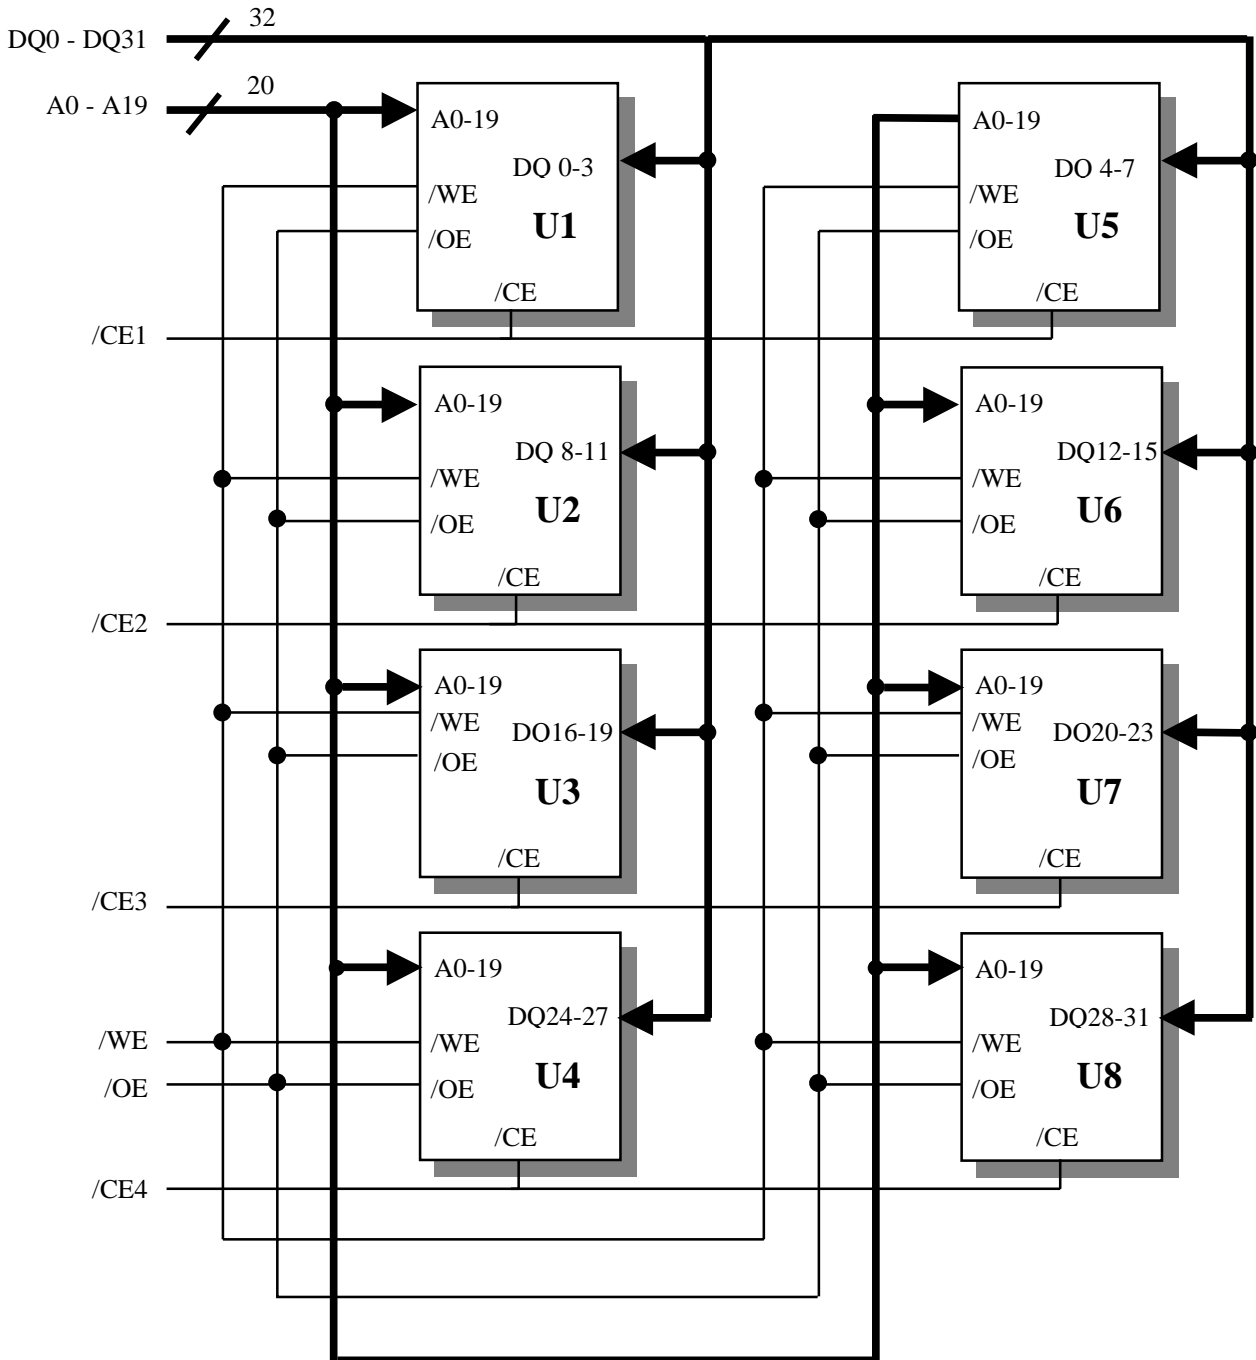 32
DQ0 - DQ31
20
A0 - A19
A0-19
DQ 0-3
/WE
U1
/OE
/CE
A0-19
DO 4-7
/WE
U5
/OE
/CE
/CE1
A0-19
DQ 8-11
/WE
U2
/OE
/CE
A0-19
DQ12-15
/WE
U6
/OE
/CE
/CE2
A0-19
/WE
DO16-19
/OE
U3
/CE
A0-19
/WE
DO20-23
/OE
U7
/CE
/CE3
A0-19
DQ24-27
/WE
/WE
U4
/OE
/OE
/CE
A0-19
DQ28-31
/WE
U8
/OE
/CE
/CE4